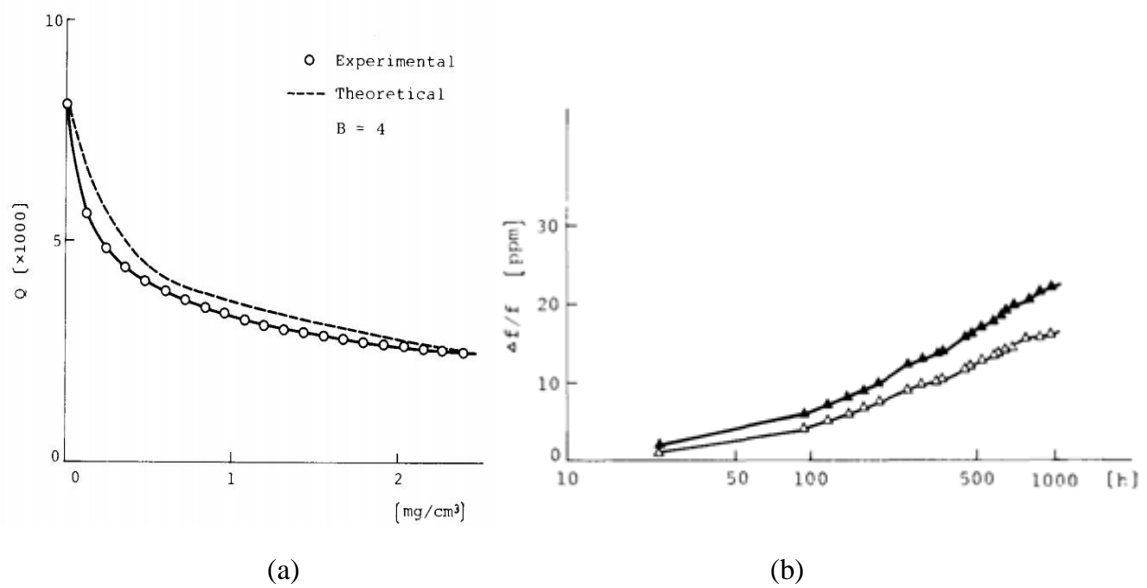 10
Experimental
Theoretical
B = 4
Q [×1000]
5
0
0 1 2
[mg/cm³]
Δf/f [ppm]
30
20
10
0
10 50 100 500 1000 [h]
(a) (b)